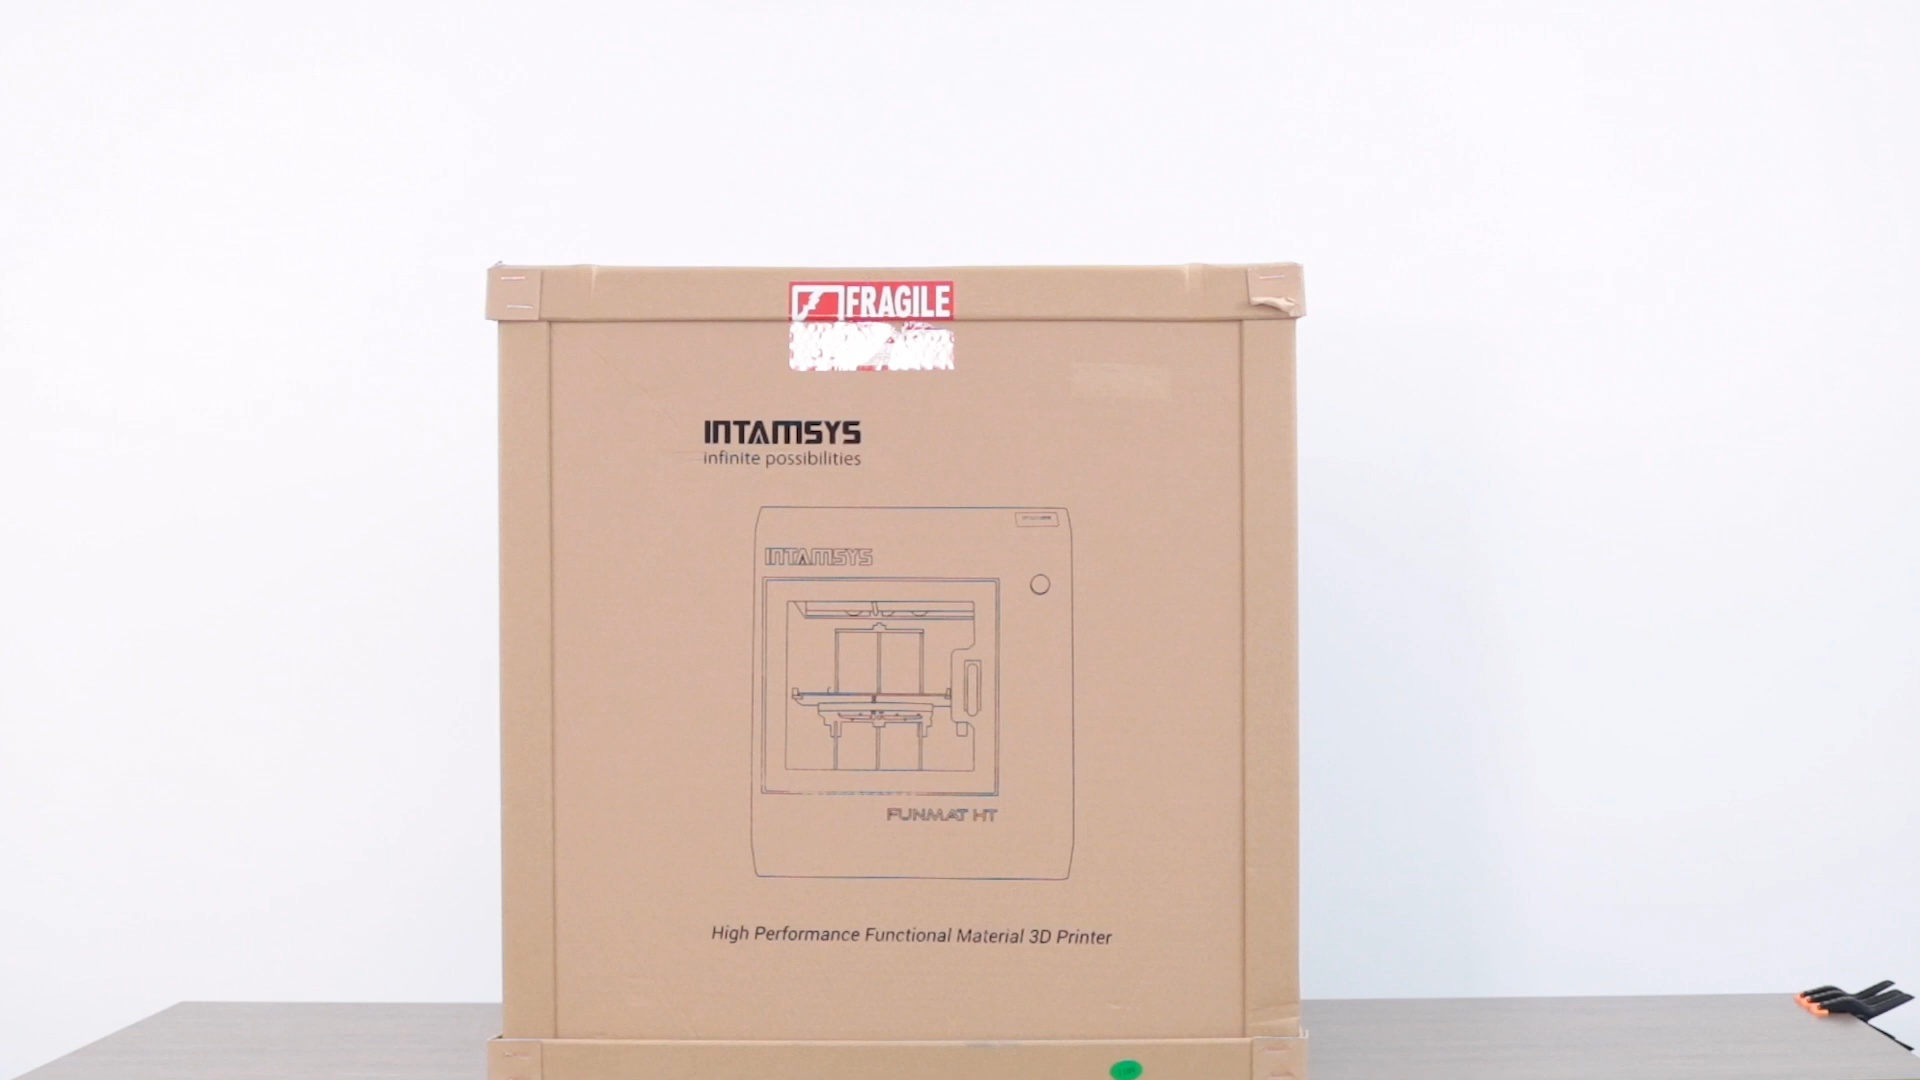 FRAGILE
INTAMSYS
infinite possibilities
INTAMSYS
FUNMAT HT
High Performance Functional Material 3D Printer